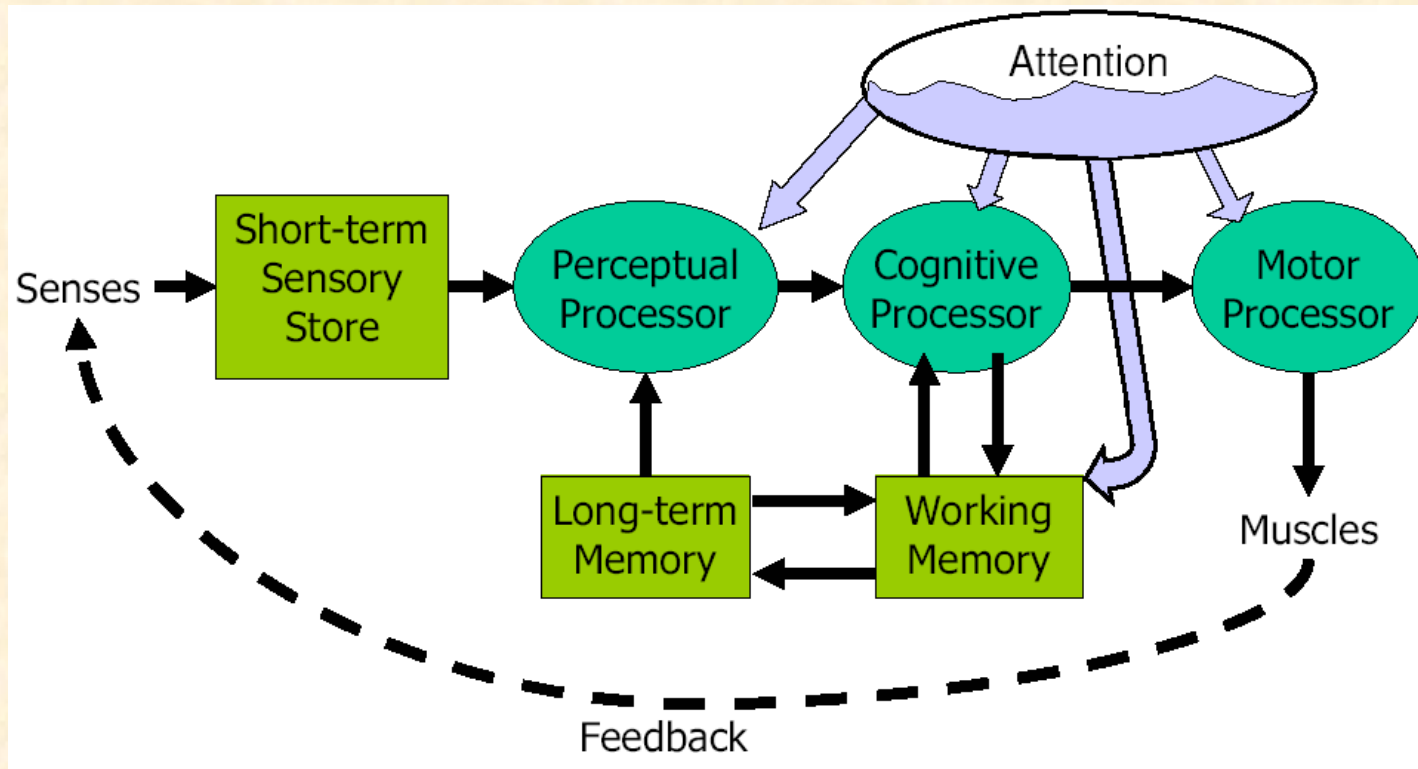 Attention
Senses
Short-term
Sensory
Store
Perceptual
Processor
Cognitive
Processor
Motor
Processor
Long-term
Memory
Working
Memory
Muscles
Feedback